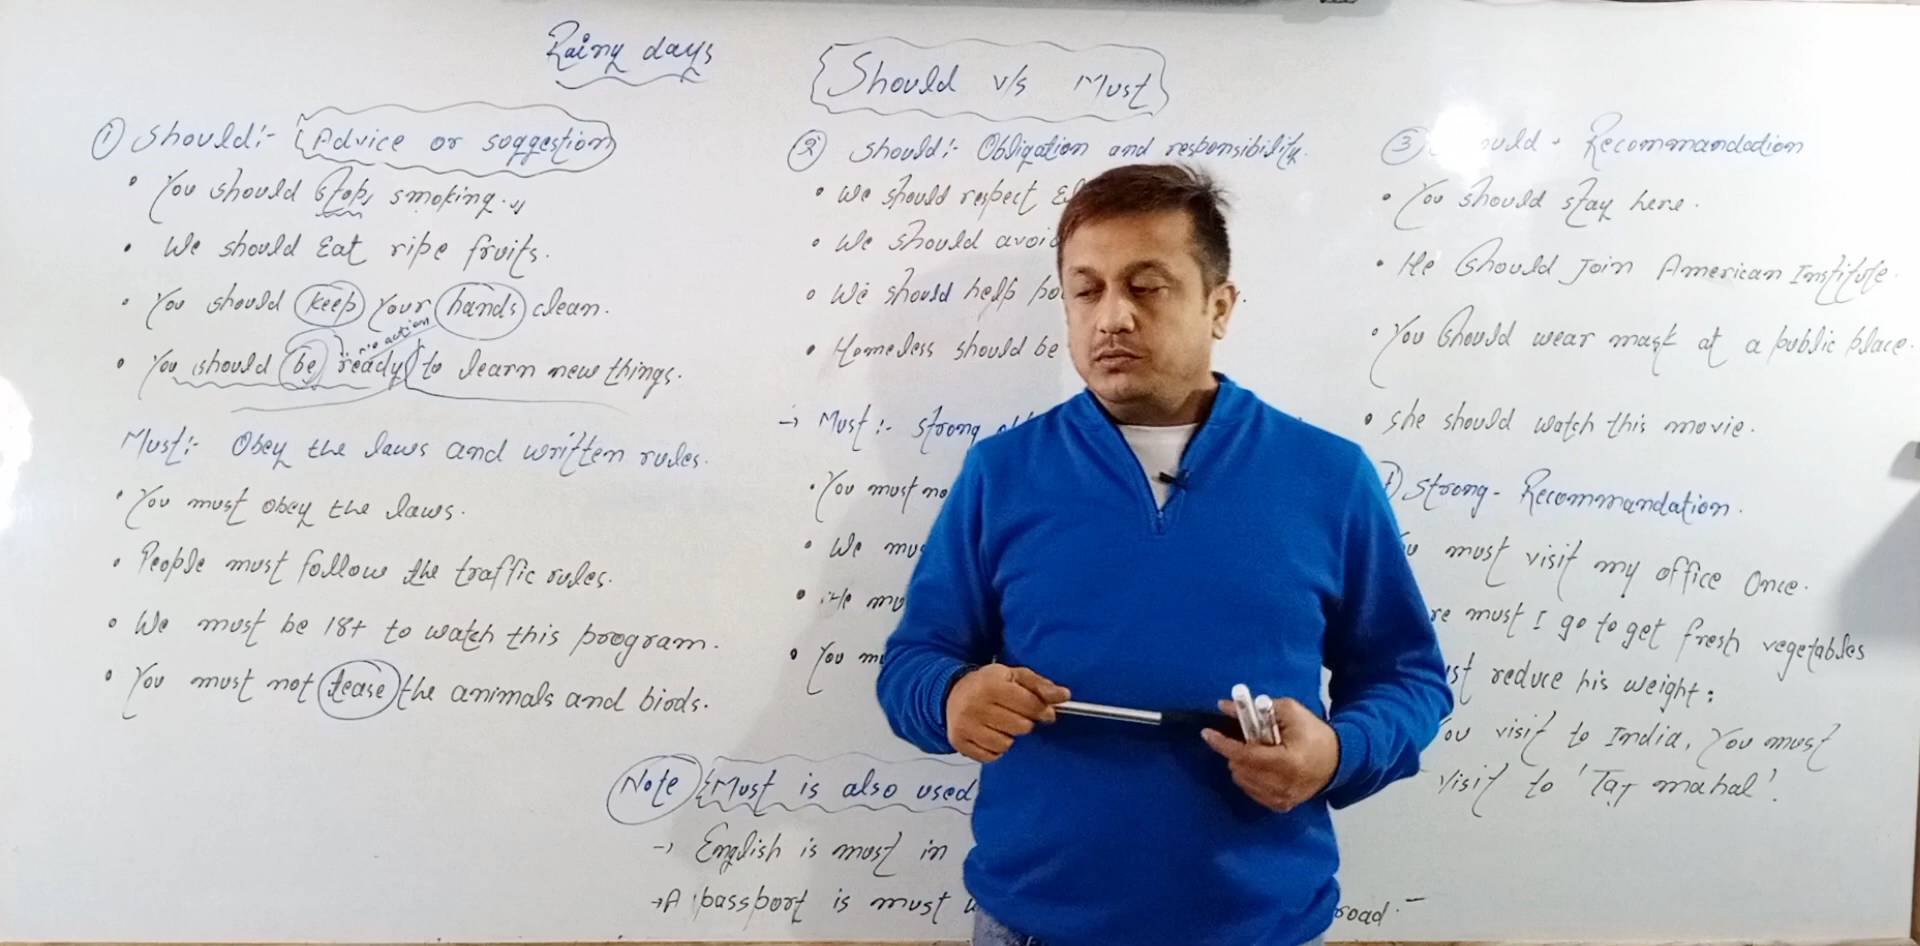 Rainy days
Should v/s Must
① Should:- Advice or soggestion
• You should stop smoking.
• We should Eat ripe fruits.
• You should keep your hands clean.
no action
• You should be ready to learn new things.
Must:- Obey the laws and written rules.
• You must obey the laws.
• People must follow the traffic rules.
• We must be 18+ to watch this program.
• You must not tease the animals and birds.
② Should:- Obligation and responsibility.
• We should respect
• We should avoid
• We should help
• Homeless should be
→ Must:- strong
• You must
• We
• He
• You
③ Recommandadion
• You should stay here.
• He should Join American Institute.
• You should wear mask at a public place.
• she should watch this movie.
Strong- Recommandation.
must visit my office Once.
must I go to get fresh vegetables
reduce his weight:
visit to India, You must
visit to 'Taj mahal'.
Note Must is also used
→ English is must in
→ A passport is must